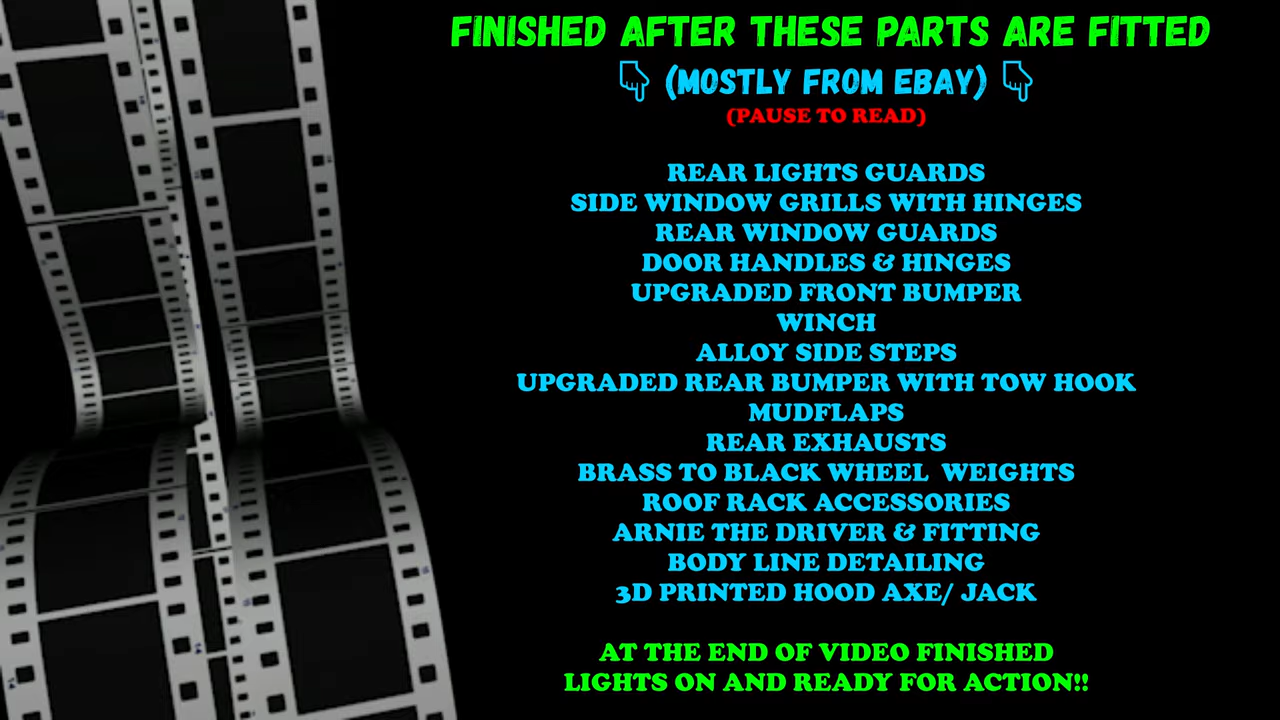 FINISHED AFTER THESE PARTS ARE FITTED
👇 (MOSTLY FROM EBAY) 👇
(PAUSE TO READ)
REAR LIGHTS GUARDS
SIDE WINDOW GRILLS WITH HINGES
REAR WINDOW GUARDS
DOOR HANDLES & HINGES
UPGRADED FRONT BUMPER
WINCH
ALLOY SIDE STEPS
UPGRADED REAR BUMPER WITH TOW HOOK
MUDFLAPS
REAR EXHAUSTS
BRASS TO BLACK WHEEL  WEIGHTS
ROOF RACK ACCESSORIES
ARNIE THE DRIVER & FITTING
BODY LINE DETAILING
3D PRINTED HOOD AXE/ JACK
AT THE END OF VIDEO FINISHED
LIGHTS ON AND READY FOR ACTION!!